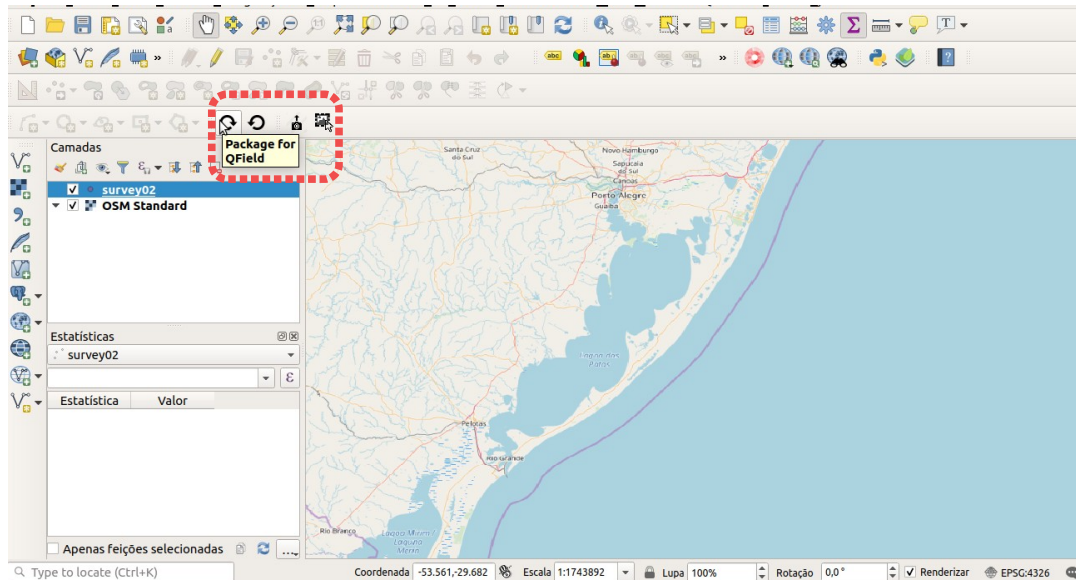 abc
T
Package for
QField
Camadas
survey02
OSM Standard
Estatísticas
survey02
ε
Estatística Valor
Apenas feições selecionadas
Santa Cruz
do Sul
Novo Hamburgo
Sapucaia
do Sul
Canoas
Porto Alegre
Guaíba
Lagoa dos
Patos
Pelotas
Rio Grande
Rio Branco
Lagoa Mirim /
Laguna
Merín
Type to locate (Ctrl+K) Coordenada -53.561,-29.682 Escala 1:1743892 Lupa 100% Rotação 0,0° Renderizar EPSG:4326